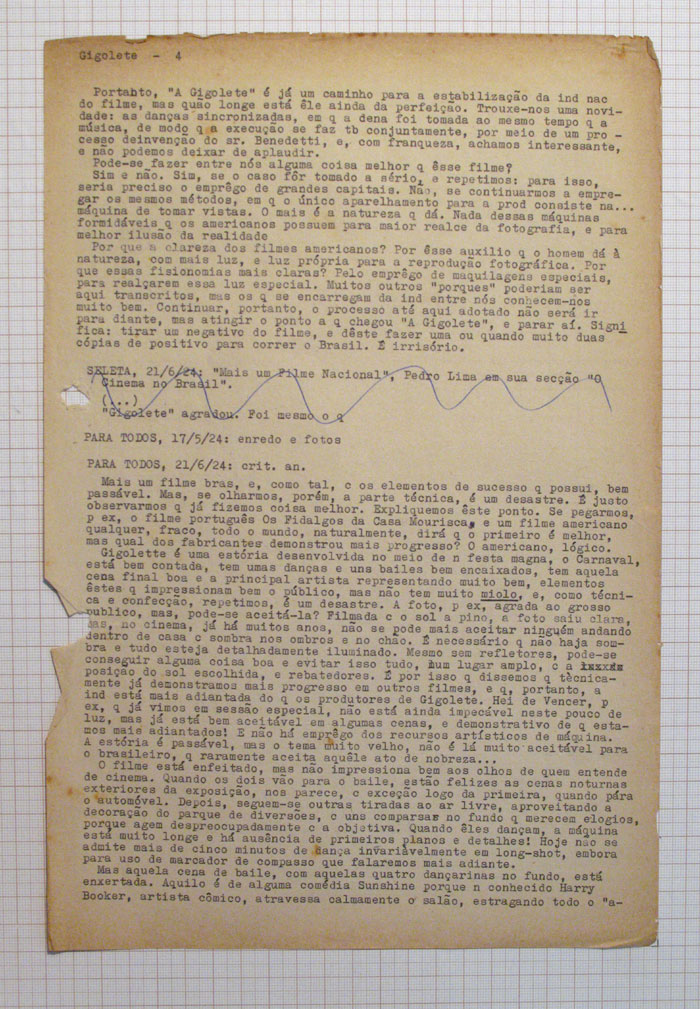 Gigolete - 4
Portanto, "A Gigolete" é já um caminho para a estabilização da ind nac
do filme, mas quão longe está êle ainda da perfeição. Trouxe-nos uma novi-
dade: as danças sincronizadas, em q a dena foi tomada ao mesmo tempo q a
música, de modo q a execução se faz tb conjuntamente, por meio de um pro-
cesso deinvenção do sr. Benedetti, e, com franqueza, achamos interessante,
e não podemos deixar de aplaudir.
Pode-se fazer entre nós alguma coisa melhor q êsse filme?
Sim e não. Sim, se o caso fôr tomado a sério, e repetimos: para isso,
seria preciso o emprêgo de grandes capitais. Não, se continuarmos a empre-
gar os mesmos métodos, em q o único aparelhamento para a prod consiste na...
máquina de tomar vistas. O mais é a natureza q dá. Nada dessas máquinas
formidáveis q os americanos possuem para maior realce da fotografia, e para
melhor ilusão da realidade
Por que a clareza dos filmes americanos? Por êsse auxilio q o homem dá à
natureza, com mais luz, e luz própria para a reprodução fotográfica. Por
que essas fisionomias mais claras? Pelo emprêgo de maquilagens especiais,
para realçarem essa luz especial. Muitos outros "porques" poderiam ser
aqui transcritos, mas os q se encarregam da ind entre nós conhecem-nos
muito bem. Continuar, portanto, o processo até aqui adotado não será ir
para diante, mas atingir o ponto a q chegou "A Gigolete", e parar aí. Signi
fica: tirar um negativo do filme, e dêste fazer uma ou quando muito duas
cópias de positivo para correr o Brasil. É irrisório.
SELETA, 21/6/24: "Mais um Filme Nacional", Pedro Lima em sua secção "O
Cinema no Brasil".
(...)
"Gigolete" agradou. Foi mesmo o q
PARA TODOS, 17/5/24: enredo e fotos
PARA TODOS, 21/6/24: crit. an.
Mais um filme bras, e, como tal, c os elementos de sucesso q possui, bem
passável. Mas, se olharmos, porém, a parte técnica, é um desastre. É justo
observarmos q já fizemos coisa melhor. Expliquemos êste ponto. Se pegarmos,
p ex, o filme português Os Fidalgos da Casa Mourisca, e um filme americano
qualquer, fraco, todo o mundo, naturalmente, dirá q o primeiro é melhor,
mas qual dos fabricantes demonstrou mais progresso? O americano, lógico.
Gigolette é uma estória desenvolvida no meio de n festa magna, o Carnaval,
está bem contada, tem umas danças e uns bailes bem encaixados, tem aquela
cena final boa e a principal artista representando muito bem, elementos
êstes q impressionam bem o público, mas não tem muito miolo, e, como técni-
ca e confecção, repetimos, é um desastre. A foto, p ex, agrada ao grosso
publico, mas, pode-se aceitá-la? Filmada c o sol a pino, a foto saiu clara,
mas, no cinema, já há muitos anos, não se pode mais aceitar ninguém andando
dentro de casa c sombra nos ombros e no chão. É necessário q não haja som-
bra e tudo esteja detalhadamente iluminado. Mesmo sem refletores, pode-se
conseguir alguma coisa boa e evitar isso tudo, num lugar amplo, c a
posição do sol escolhida, e rebatedores. É por isso q dissemos q tècnica-
mente já demonstramos mais progresso em outros filmes, e q, portanto, a
ind está mais adiantada do q os produtores de Gigolete. Hei de Vencer, p
ex, q já vimos em sessão especial, não está ainda impecável neste pouco de
luz, mas já está bem aceitável em algumas cenas, e demonstrativo de q esta-
mos mais adiantados! E não há emprêgo dos recursos artísticos de máquina.
A estória é passável, mas o tema muito velho, não é lá muito aceitável para
o brasileiro, q raramente aceita aquêle ato de nobreza...
O filme está enfeitado, mas não impressiona bem aos olhos de quem entende
de cinema. Quando os dois vão para o baile, estão felizes as cenas noturnas
exteriores da exposição, nos parece, c exceção logo da primeira, quando pára
o automóvel. Depois, seguem-se outras tiradas ao ar livre, aproveitando a
decoração do parque de diversões, c uns comparsas no fundo q merecem elogios,
porque agem despreocupadamente c a objetiva. Quando êles dançam, a máquina
está muito longe e há ausência de primeiros planos e detalhes! Hoje não se
admite mais de cinco minutos de dança invariàvelmente em long-shot, embora
para uso de marcador de compasso que falaremos mais adiante.
Mas aquela cena de baile, com aquelas quatro dançarinas no fundo, está
enxertada. Aquilo é de alguma comédia Sunshine porque n conhecido Harry
Booker, artista cômico, atravessa calmamente o salão, estragando todo o "a-